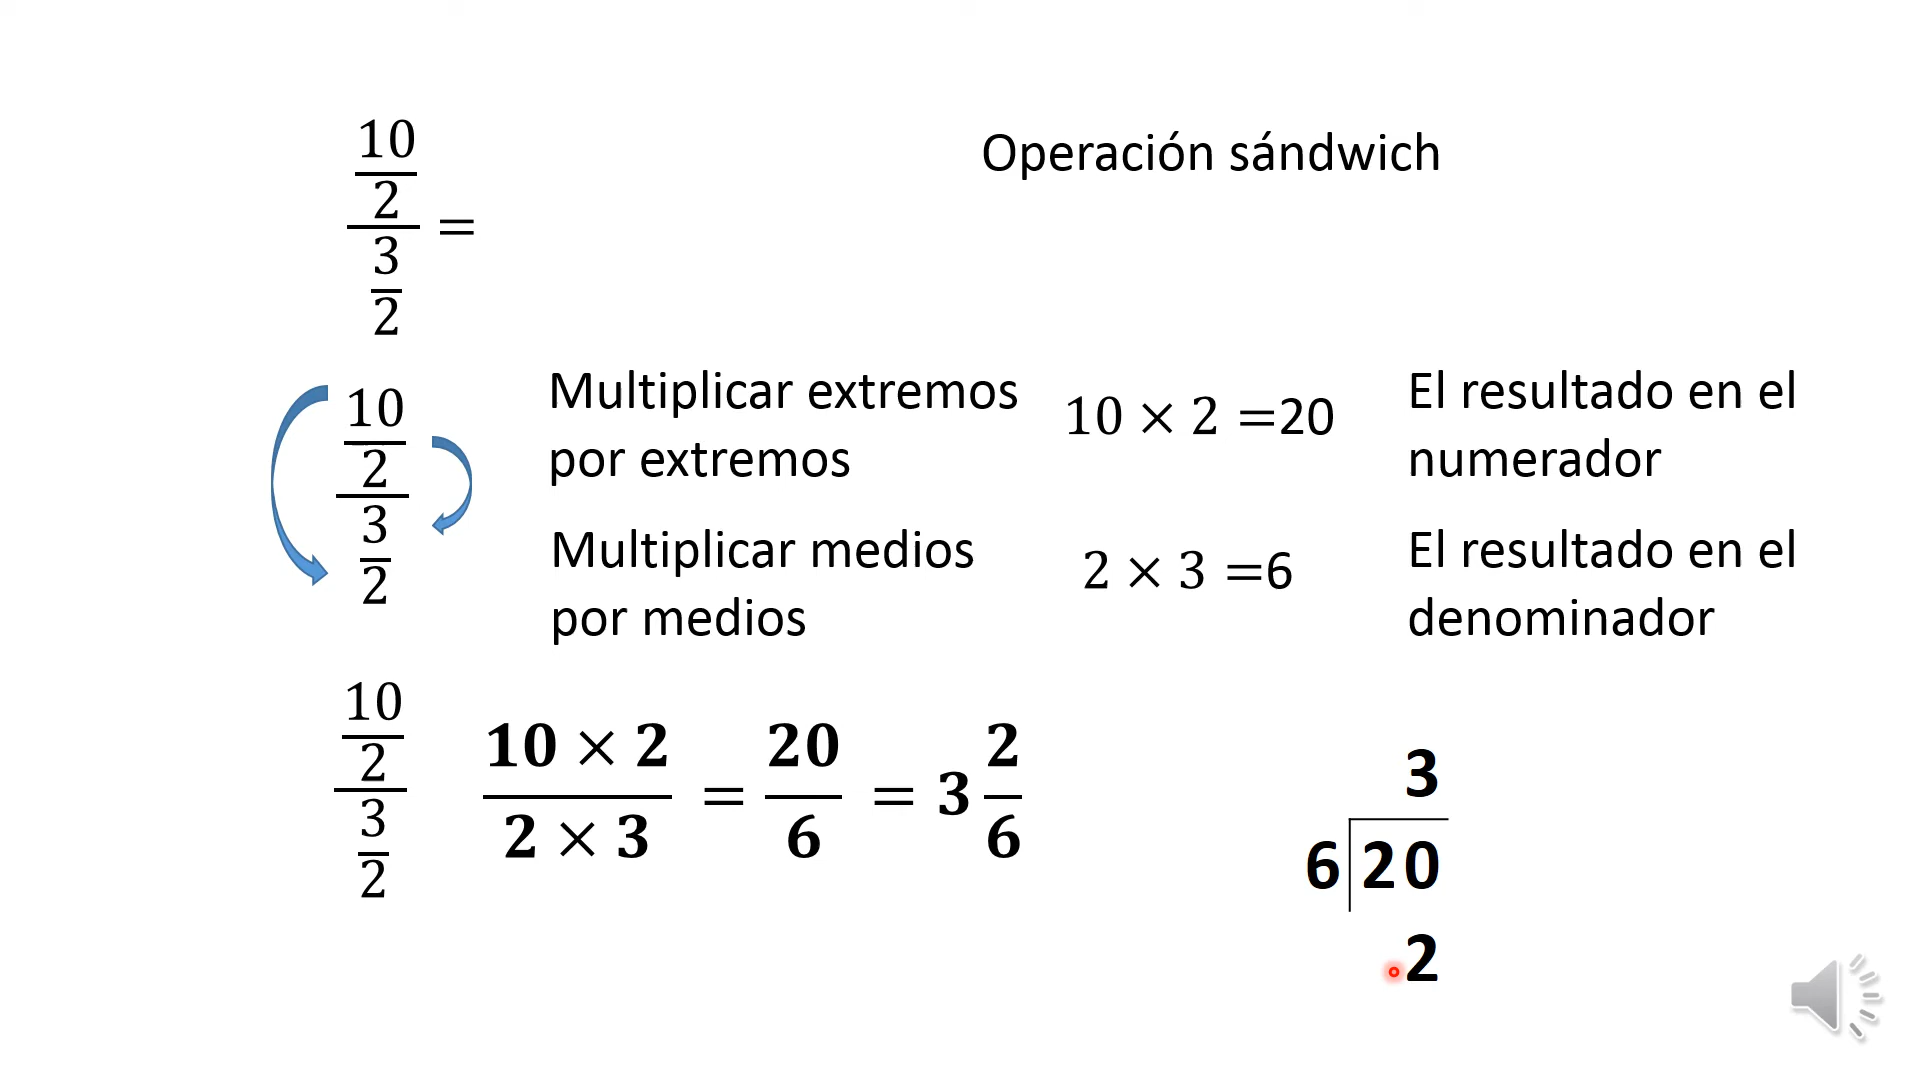 10
2
=
3
2
Operación sándwich
10
2
3
2
Multiplicar extremos
por extremos
10 × 2 =20
El resultado en el
numerador
Multiplicar medios
por medios
2 × 3 =6
El resultado en el
denominador
10
2
3
2
10 × 2
2 × 3
=
20
6
= 3
2
6
3
6 20
2